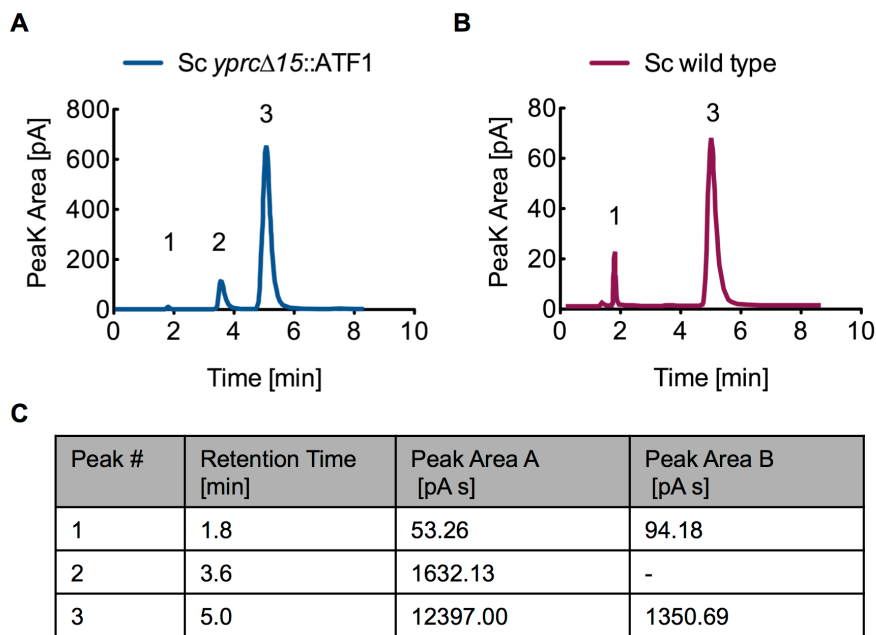 A
B
Sc yprcΔ15::ATF1
Sc wild type
PeaK Area [pA]
800
600
400
200
0
1
2
3
0 2 4 6 8 10
Time [min]
PeaK Area [pA]
80
60
40
20
0
1
3
0 2 4 6 8 10
Time [min]
C
Peak # Retention Time [min] Peak Area A [pA s] Peak Area B [pA s]
1 1.8 53.26 94.18
2 3.6 1632.13 -
3 5.0 12397.00 1350.69